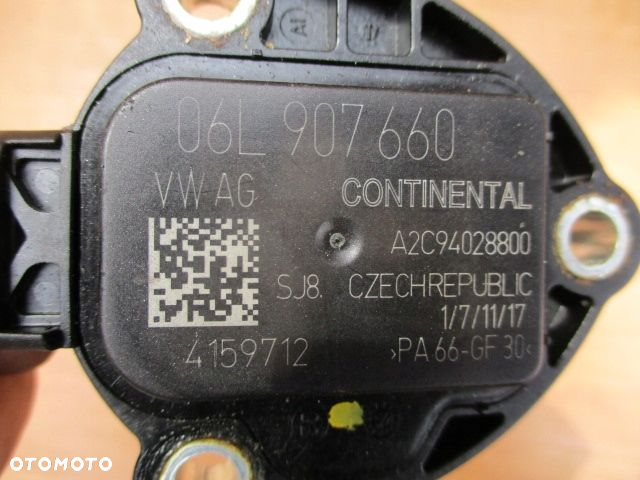 06L 907 660
VW AG CONTINENTAL
A2C94028800
SJ8. CZECHREPUBLIC
1/7/11/17
4159712 >PA 66-GF 30<
OTOMOTO